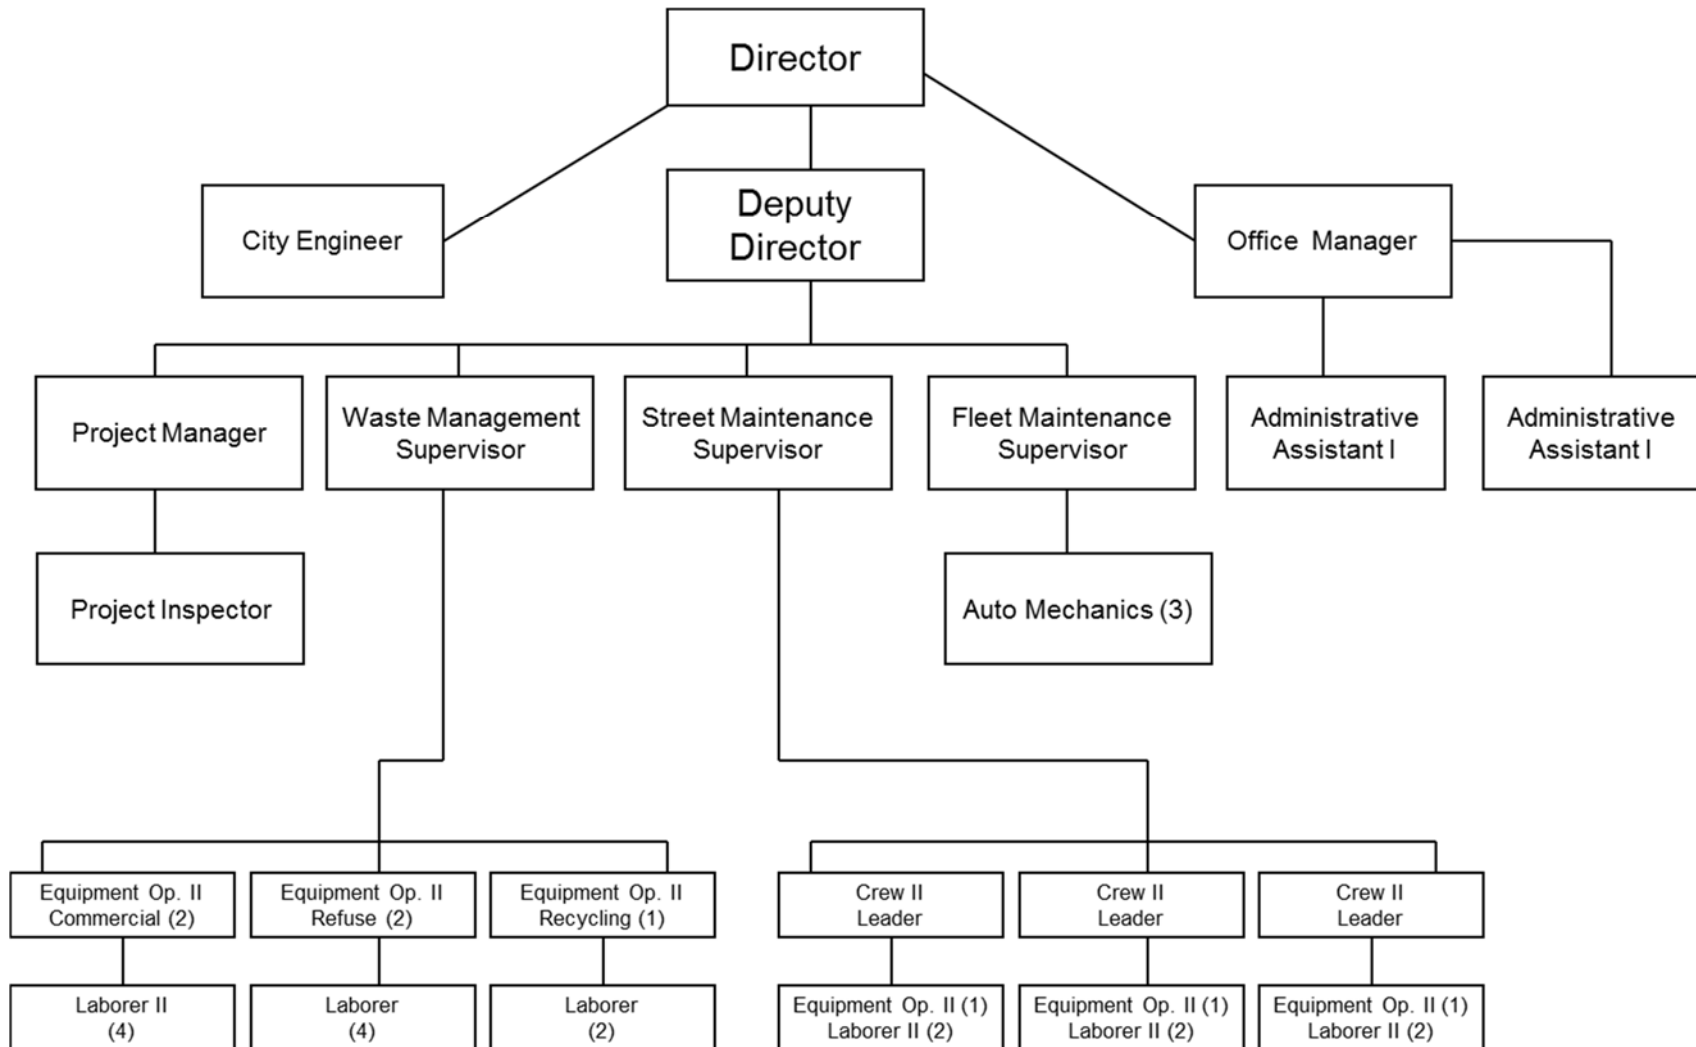 Director
City Engineer
Deputy
Director
Office Manager
Project Manager
Waste Management
Supervisor
Street Maintenance
Supervisor
Fleet Maintenance
Supervisor
Administrative
Assistant I
Administrative
Assistant I
Project Inspector
Auto Mechanics (3)
Equipment Op. II
Commercial (2)
Equipment Op. II
Refuse (2)
Equipment Op. II
Recycling (1)
Crew II
Leader
Crew II
Leader
Crew II
Leader
Laborer II
(4)
Laborer
(4)
Laborer
(2)
Equipment Op. II (1)
Laborer II (2)
Equipment Op. II (1)
Laborer II (2)
Equipment Op. II (1)
Laborer II (2)